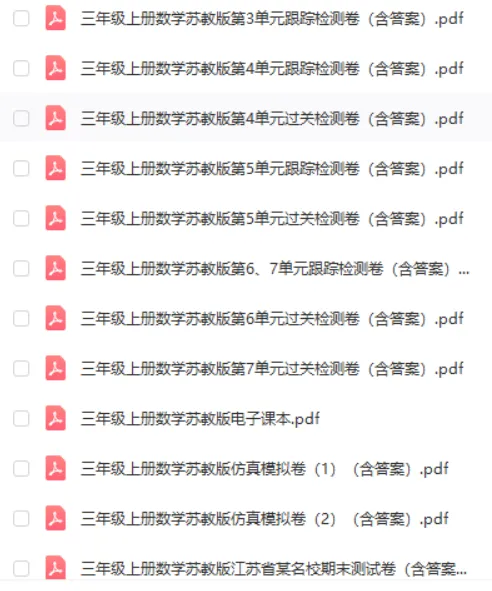 三年级上册数学苏教版第3单元跟踪检测卷（含答案）.pdf
三年级上册数学苏教版第4单元跟踪检测卷（含答案）.pdf
三年级上册数学苏教版第4单元过关检测卷（含答案）.pdf
三年级上册数学苏教版第5单元跟踪检测卷（含答案）.pdf
三年级上册数学苏教版第5单元过关检测卷（含答案）.pdf
三年级上册数学苏教版第6、7单元跟踪检测卷（含答案）...
三年级上册数学苏教版第6单元过关检测卷（含答案）.pdf
三年级上册数学苏教版第7单元过关检测卷（含答案）.pdf
三年级上册数学苏教版电子课本.pdf
三年级上册数学苏教版仿真模拟卷（1）（含答案）.pdf
三年级上册数学苏教版仿真模拟卷（2）（含答案）.pdf
三年级上册数学苏教版江苏省某名校期末测试卷（含答案...